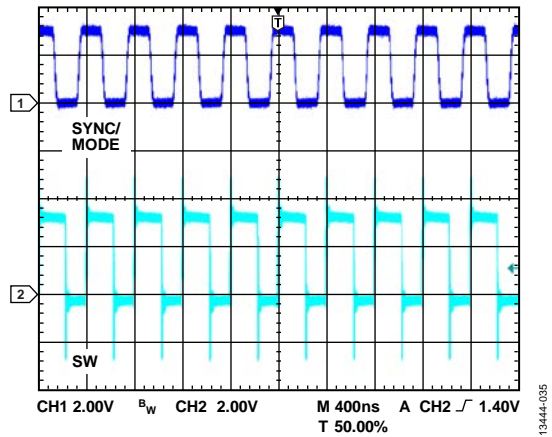 T
1
SYNC/
MODE
2
SW
CH1 2.00V BW CH2 2.00V M 400ns A CH2 1.40V
T 50.00%
13444-035